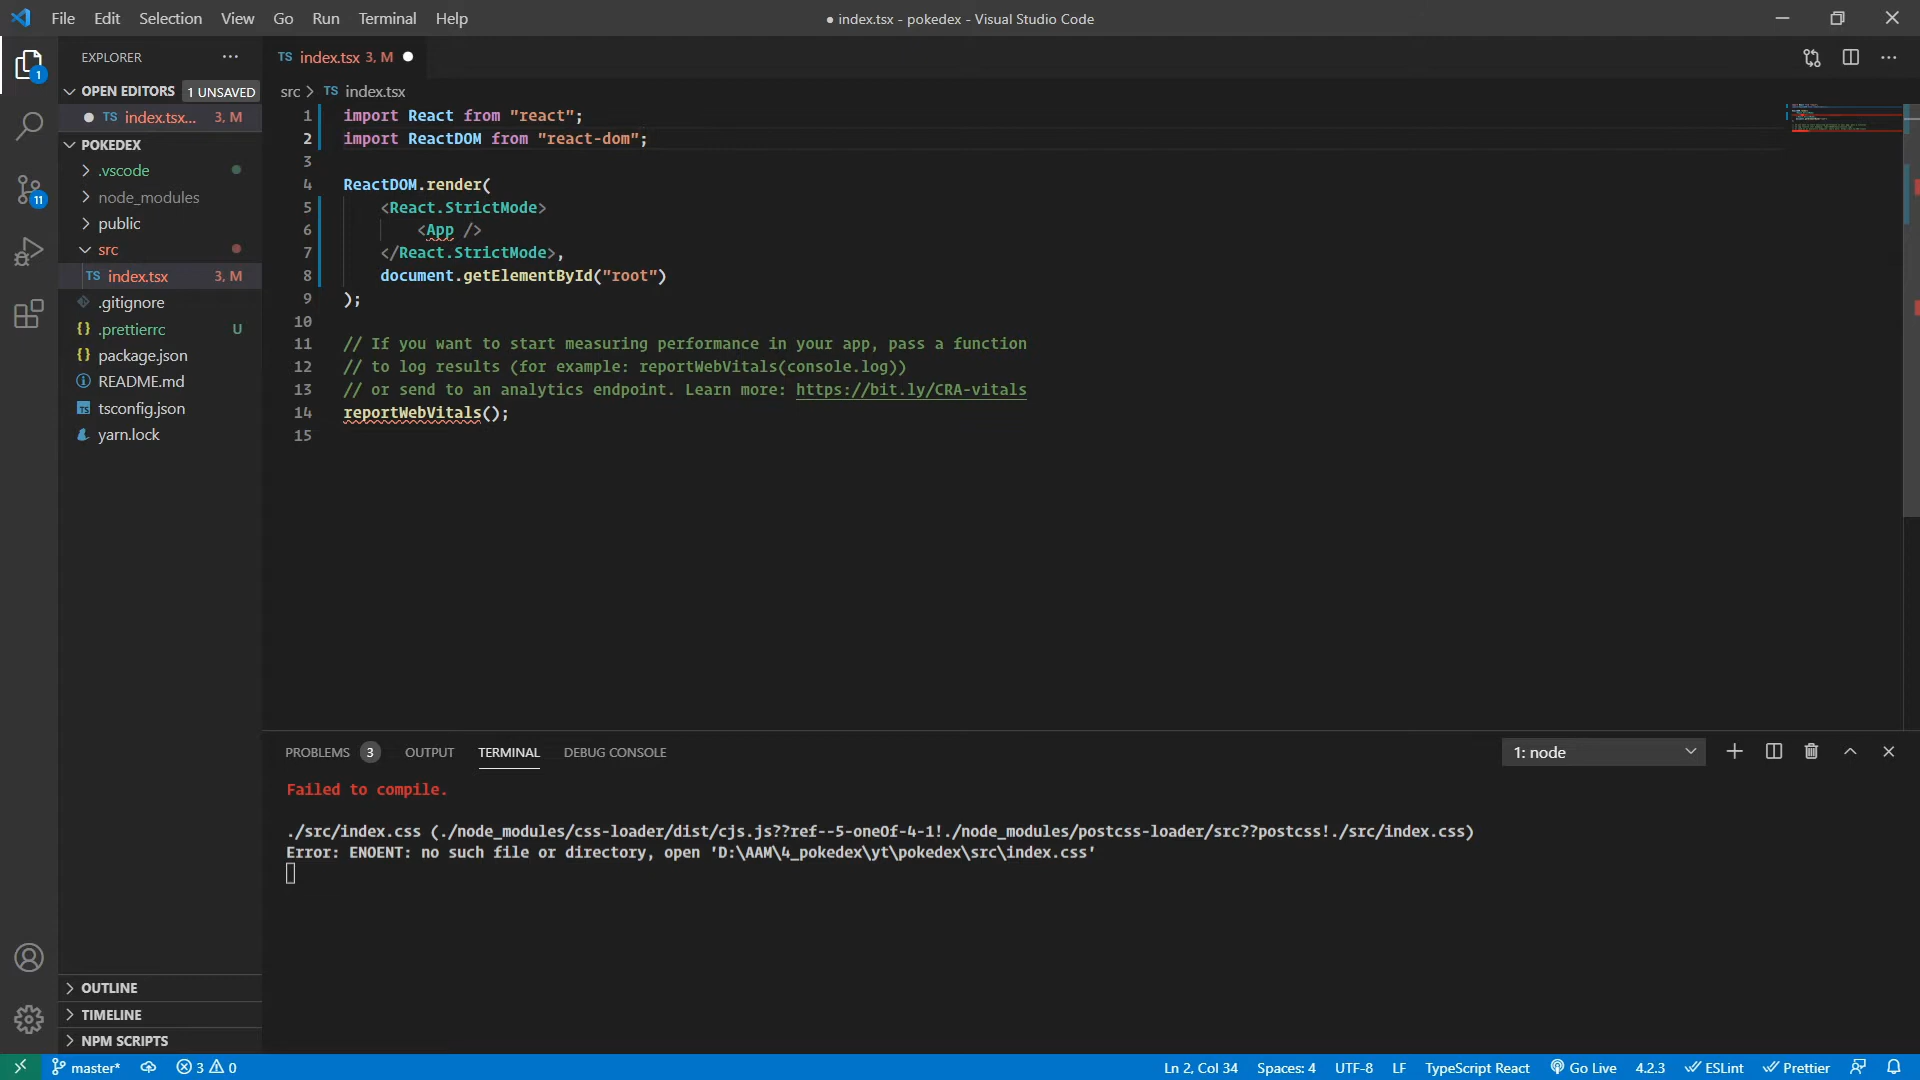 File Edit Selection View Go Run Terminal Help
● index.tsx - pokedex - Visual Studio Code
EXPLORER
TS index.tsx 3, M
1
OPEN EDITORS 1 UNSAVED
src > TS index.tsx
TS index.tsx... 3, M
POKEDEX
.vscode
node_modules
public
src
TS index.tsx 3, M
.gitignore
{} .prettierrc U
{} package.json
README.md
TS tsconfig.json
yarn.lock
11
1 import React from "react";
2 import ReactDOM from "react-dom";
3
4 ReactDOM.render(
5 <React.StrictMode>
6 <App />
7 </React.StrictMode>,
8 document.getElementById("root")
9 );
10
11 // If you want to start measuring performance in your app, pass a function
12 // to log results (for example: reportWebVitals(console.log))
13 // or send to an analytics endpoint. Learn more: https://bit.ly/CRA-vitals
14 reportWebVitals();
15
PROBLEMS 3 OUTPUT TERMINAL DEBUG CONSOLE
1: node
Failed to compile.
./src/index.css (./node_modules/css-loader/dist/cjs.js??ref--5-oneOf-4-1!./node_modules/postcss-loader/src??postcss!./src/index.css)
Error: ENOENT: no such file or directory, open 'D:\AAM\4_pokedex\yt\pokedex\src\index.css'
OUTLINE
TIMELINE
NPM SCRIPTS
master* 3 0
Ln 2, Col 34 Spaces: 4 UTF-8 LF TypeScript React Go Live 4.2.3 ESLint Prettier